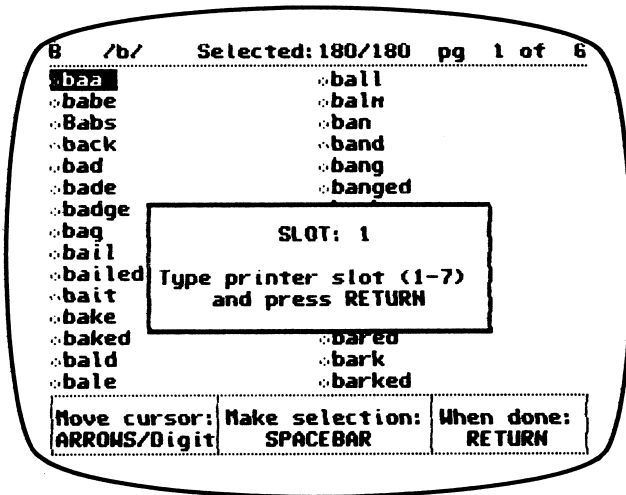 B /b/ Selected:180/180 pg 1 of 6
baa
babe
Babs
back
bad
bade
badge
bag
bail
bailed
bait
bake
baked
bald
bale
ball
balm
ban
band
bang
banged
bared
bark
barked
SLOT: 1
Type printer slot (1-7)
and press RETURN
Move cursor:
ARROWS/Digit
Make selection:
SPACEBAR
When done:
RETURN